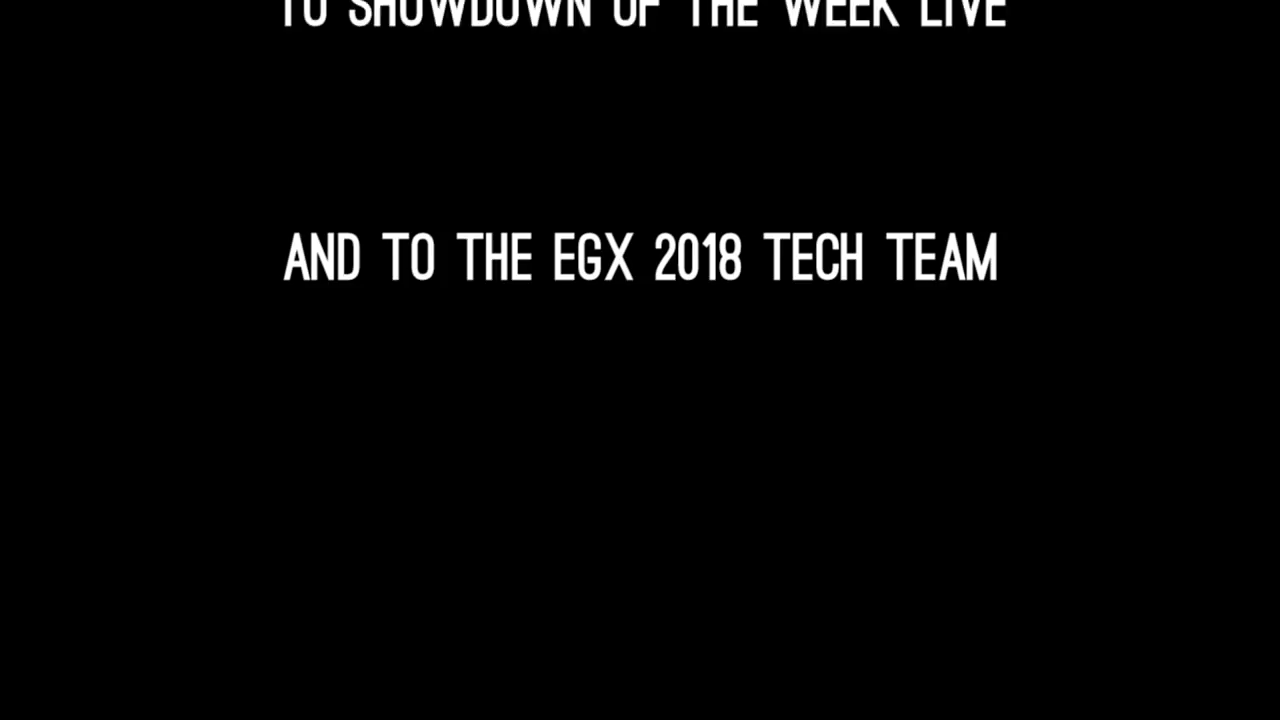 TO SHOWDOWN OF THE WEEK LIVE
AND TO THE EGX 2018 TECH TEAM